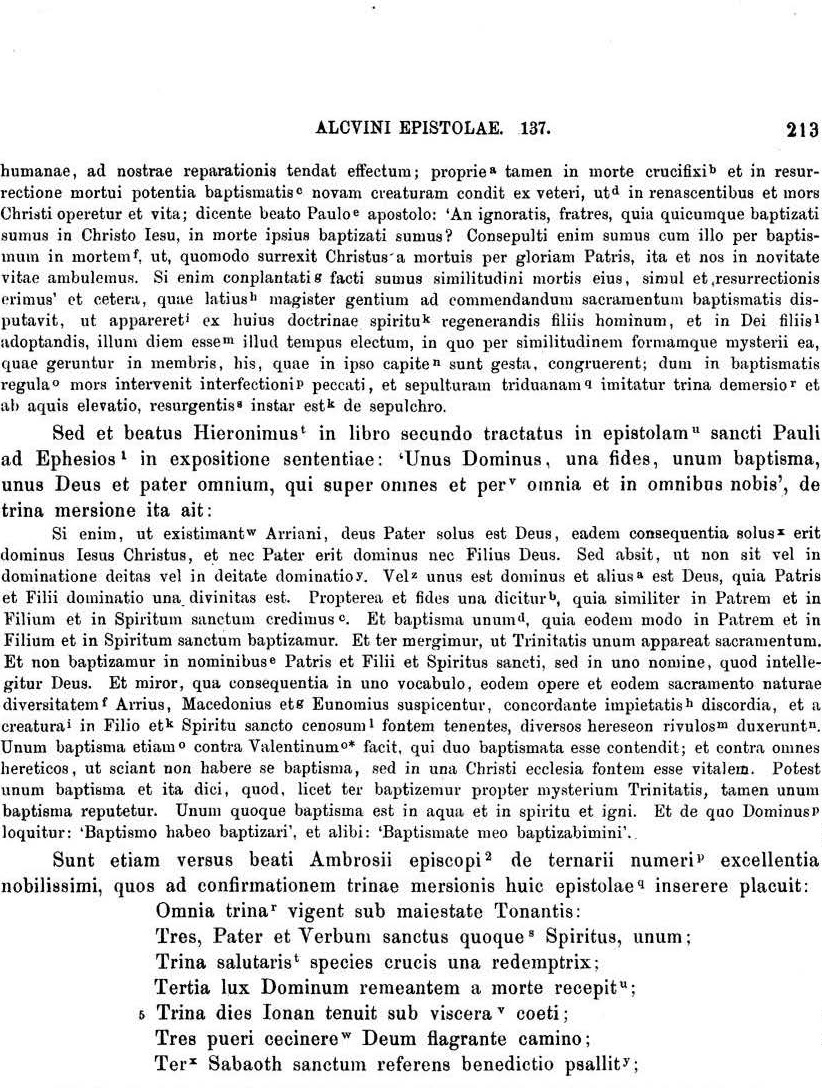 ALCVINI EPISTOLAE. 137. 213
humanae, ad nostrae reparationis tendat effectum; proprie a tamen in morte crucifixi b et in resur-
rectione mortui potentia baptismatis c novam creaturam condit ex veteri, ut d in renascentibus et mors
Christi operetur et vita; dicente beato Paulo e apostolo: 'An ignoratis, fratres, quia quicumque baptizati
sumus in Christo Iesu, in morte ipsius baptizati sumus? Consepulti enim sumus cum illo per baptis-
mum in mortem f, ut, quomodo surrexit Christus a mortuis per gloriam Patris, ita et nos in novitate
vitae ambulemus. Si enim conplantati g facti sumus similitudini mortis eius, simul et resurrectionis
erimus' et cetera, quae latius h magister gentium ad commendandum sacramentum baptismatis dis-
putavit, ut appareret i ex huius doctrinae spiritu k regenerandis filiis hominum, et in Dei filiis l
adoptandis, illum diem esse m illud tempus electum, in quo per similitudinem formamque mysterii ea,
quae geruntur in membris, his, quae in ipso capite n sunt gesta, congruerent; dum in baptismatis
regula o mors intervenit interfectioni p peccati, et sepulturam triduanam q imitatur trina demersio r et
ab aquis elevatio, resurgentis s instar est k de sepulchro.
Sed et beatus Hieronimus t in libro secundo tractatus in epistolam u sancti Pauli
ad Ephesios 1 in expositione sententiae: 'Unus Dominus, una fides, unum baptisma,
unus Deus et pater omnium, qui super omnes et per v omnia et in omnibus nobis', de
trina mersione ita ait:
Si enim, ut existimant w Arriani, deus Pater solus est Deus, eadem consequentia solus x erit
dominus Iesus Christus, et nec Pater erit dominus nec Filius Deus. Sed absit, ut non sit vel in
dominatione deitas vel in deitate dominatio y. Vel z unus est dominus et alius a est Deus, quia Patris
et Filii dominatio una divinitas est. Propterea et fides una dicitur b, quia similiter in Patrem et in
Filium et in Spiritum sanctum credimus c. Et baptisma unum d, quia eodem modo in Patrem et in
Filium et in Spiritum sanctum baptizamur. Et ter mergimur, ut Trinitatis unum appareat sacramentum.
Et non baptizamur in nominibus e Patris et Filii et Spiritus sancti, sed in uno nomine, quod intelle-
gitur Deus. Et miror, qua consequentia in uno vocabulo, eodem opere et eodem sacramento naturae
diversitatem f Arrius, Macedonius et g Eunomius suspicentur, concordante impietatis h discordia, et a
creatura i in Filio et k Spiritu sancto cenosum l fontem tenentes, diversos hereseon rivulos m duxerunt n.
Unum baptisma etiam o contra Valentinum o* facit, qui duo baptismata esse contendit; et contra omnes
hereticos, ut sciant non habere se baptisma, sed in una Christi ecclesia fontem esse vitalem. Potest
unum baptisma et ita dici, quod, licet ter baptizemur propter mysterium Trinitatis, tamen unum
baptisma reputetur. Unum quoque baptisma est in aqua et in spiritu et igni. Et de quo Dominus p
loquitur: 'Baptismo habeo baptizari', et alibi: 'Baptismate meo baptizabimini'.
Sunt etiam versus beati Ambrosii episcopi 2 de ternarii numeri p excellentia
nobilissimi, quos ad confirmationem trinae mersionis huic epistolae q inserere placuit:
Omnia trina r vigent sub maiestate Tonantis:
Tres, Pater et Verbum sanctus quoque s Spiritus, unum;
Trina salutaris t species crucis una redemptrix;
Tertia lux Dominum remeantem a morte recepit u;
5 Trina dies Ionan tenuit sub viscera v coeti;
Tres pueri cecinere w Deum flagrante camino;
Ter x Sabaoth sanctum referens benedictio psallit y;